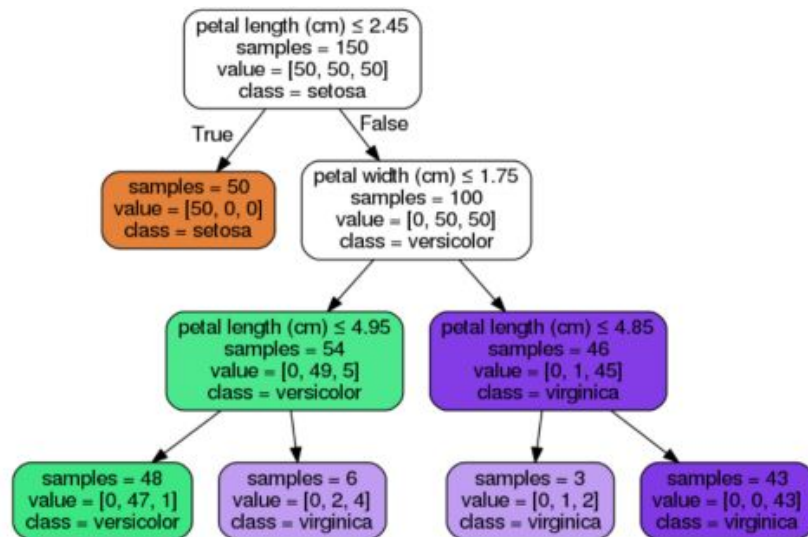 petal length (cm) ≤ 2.45
samples = 150
value = [50, 50, 50]
class = setosa
True
False
samples = 50
value = [50, 0, 0]
class = setosa
petal width (cm) ≤ 1.75
samples = 100
value = [0, 50, 50]
class = versicolor
petal length (cm) ≤ 4.95
samples = 54
value = [0, 49, 5]
class = versicolor
petal length (cm) ≤ 4.85
samples = 46
value = [0, 1, 45]
class = virginica
samples = 48
value = [0, 47, 1]
class = versicolor
samples = 6
value = [0, 2, 4]
class = virginica
samples = 3
value = [0, 1, 2]
class = virginica
samples = 43
value = [0, 0, 43]
class = virginica